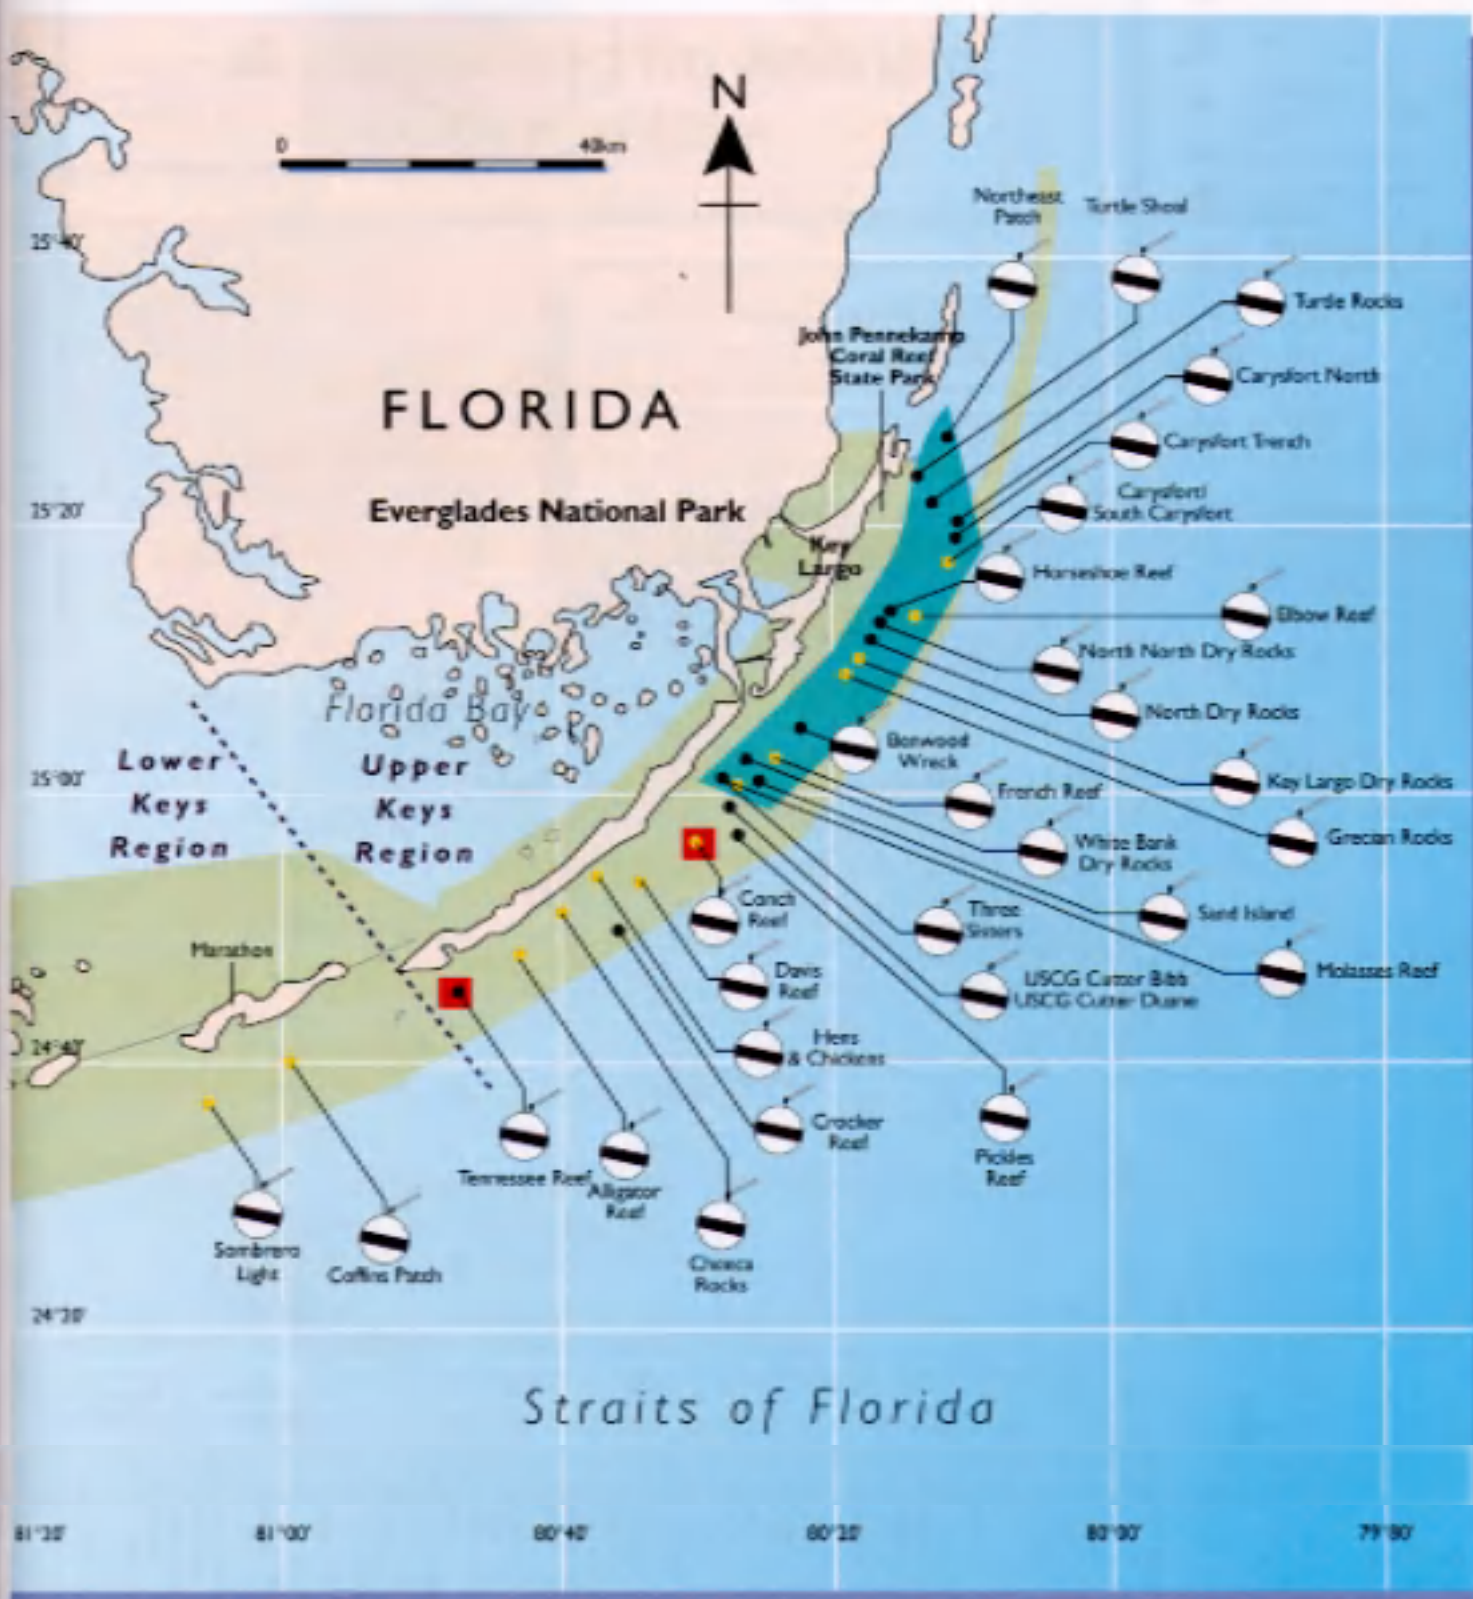 N
0 40km
Northeast
Patch
Turtle Shoal
25°40'
Turtle Rocks
John Pennekamp
Coral Reef
State Park
Carysfort North
FLORIDA
Carysfort Trench
25°20'
Everglades National Park
Carysfort/
South Carysfort
Key
Largo
Horseshoe Reef
Elbow Reef
North North Dry Rocks
Florida Bay
North Dry Rocks
Lower
Keys
Region
Upper
Keys
Region
Benwood
Wreck
25°00'
Key Largo Dry Rocks
French Reef
Grecian Rocks
White Bank
Dry Rocks
Conch
Reef
Three
Sisters
Sand Island
Marathon
Davis
Reef
USCG Cutter Bibb
USCG Cutter Duane
Molasses Reef
24°40'
Hens
& Chickens
Crocker
Reef
Pickles
Reef
Tennessee Reef
Alligator
Reef
Sombrero
Light
Coffins Patch
Cheeca
Rocks
24°20'
Straits of Florida
81°20' 81°00' 80°40' 80°20' 80°00'